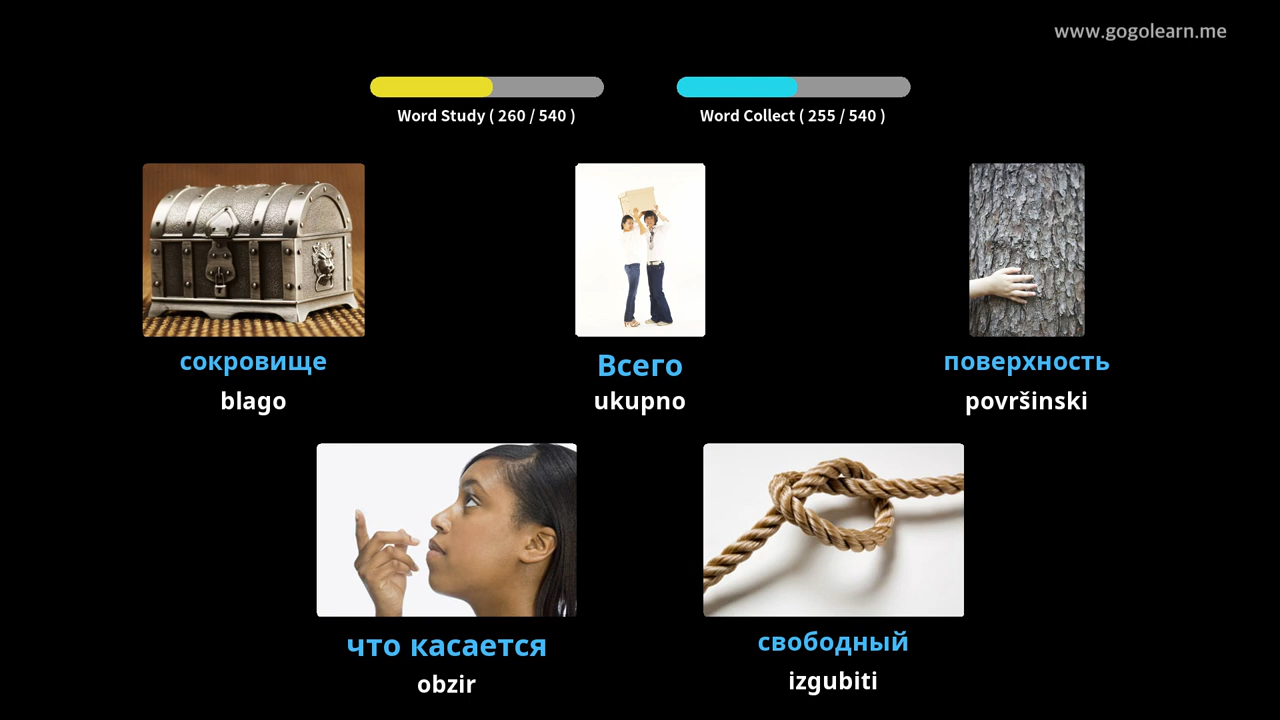 www.gogolearn.me
Word Study ( 260 / 540 )
Word Collect ( 255 / 540 )
сокровище
blago
Всего
ukupno
поверхность
površinski
что касается
obzir
свободный
izgubiti